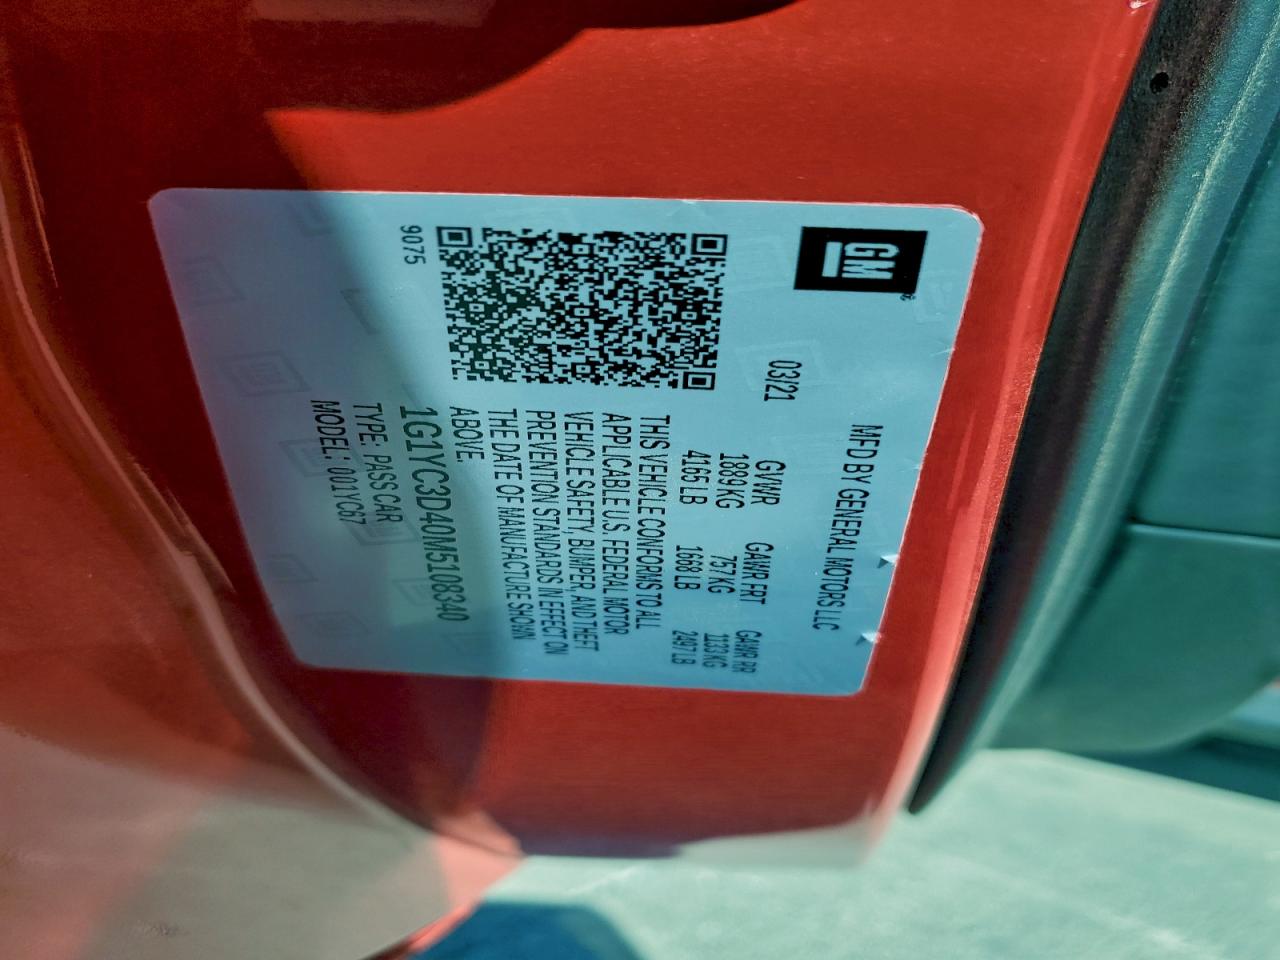 GM
MFD BY GENERAL MOTORS LLC
03/21
GVWR GAWR FRT GAWR RR
1889 KG 757 KG 1133 KG
4165 LB 1669 LB 2497 LB
THIS VEHICLE CONFORMS TO ALL
APPLICABLE U.S. FEDERAL MOTOR
VEHICLE SAFETY, BUMPER, AND THEFT
PREVENTION STANDARDS IN EFFECT ON
THE DATE OF MANUFACTURE SHOWN
ABOVE.
1G1YC3D40M5108340
TYPE: PASS CAR
MODEL: 001YC67
9075